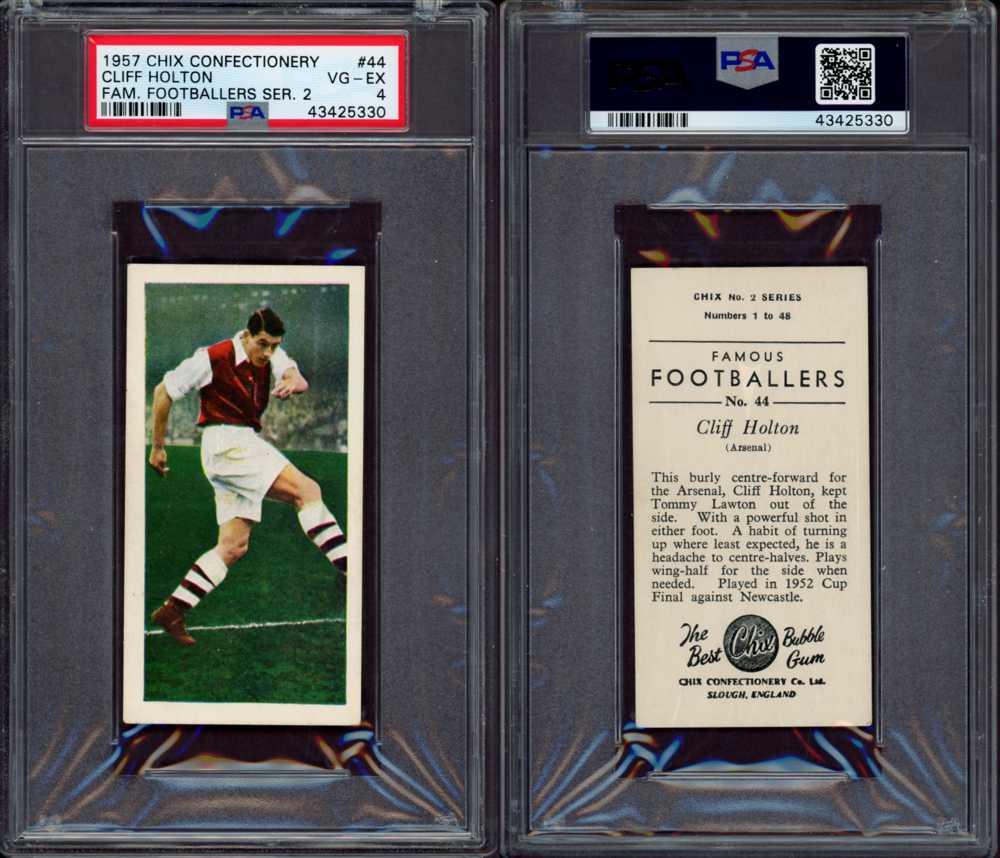 1957 CHIX CONFECTIONERY #44
CLIFF HOLTON VG-EX
FAM. FOOTBALLERS SER. 2 4
PSA 43425330
PSA PSA
43425330
CHIX No. 2 SERIES
Numbers 1 to 48
FAMOUS
FOOTBALLERS
No. 44
Cliff Holton
(Arsenal)
This burly centre-forward for
the Arsenal, Cliff Holton, kept
Tommy Lawton out of the
side. With a powerful shot in
either foot. A habit of turning
up where least expected, he is a
headache to centre-halves. Plays
wing-half for the side when
needed. Played in 1952 Cup
Final against Newcastle.
The Best Chix Bubble Gum
CHIX CONFECTIONERY Co. Ltd.
SLOUGH, ENGLAND